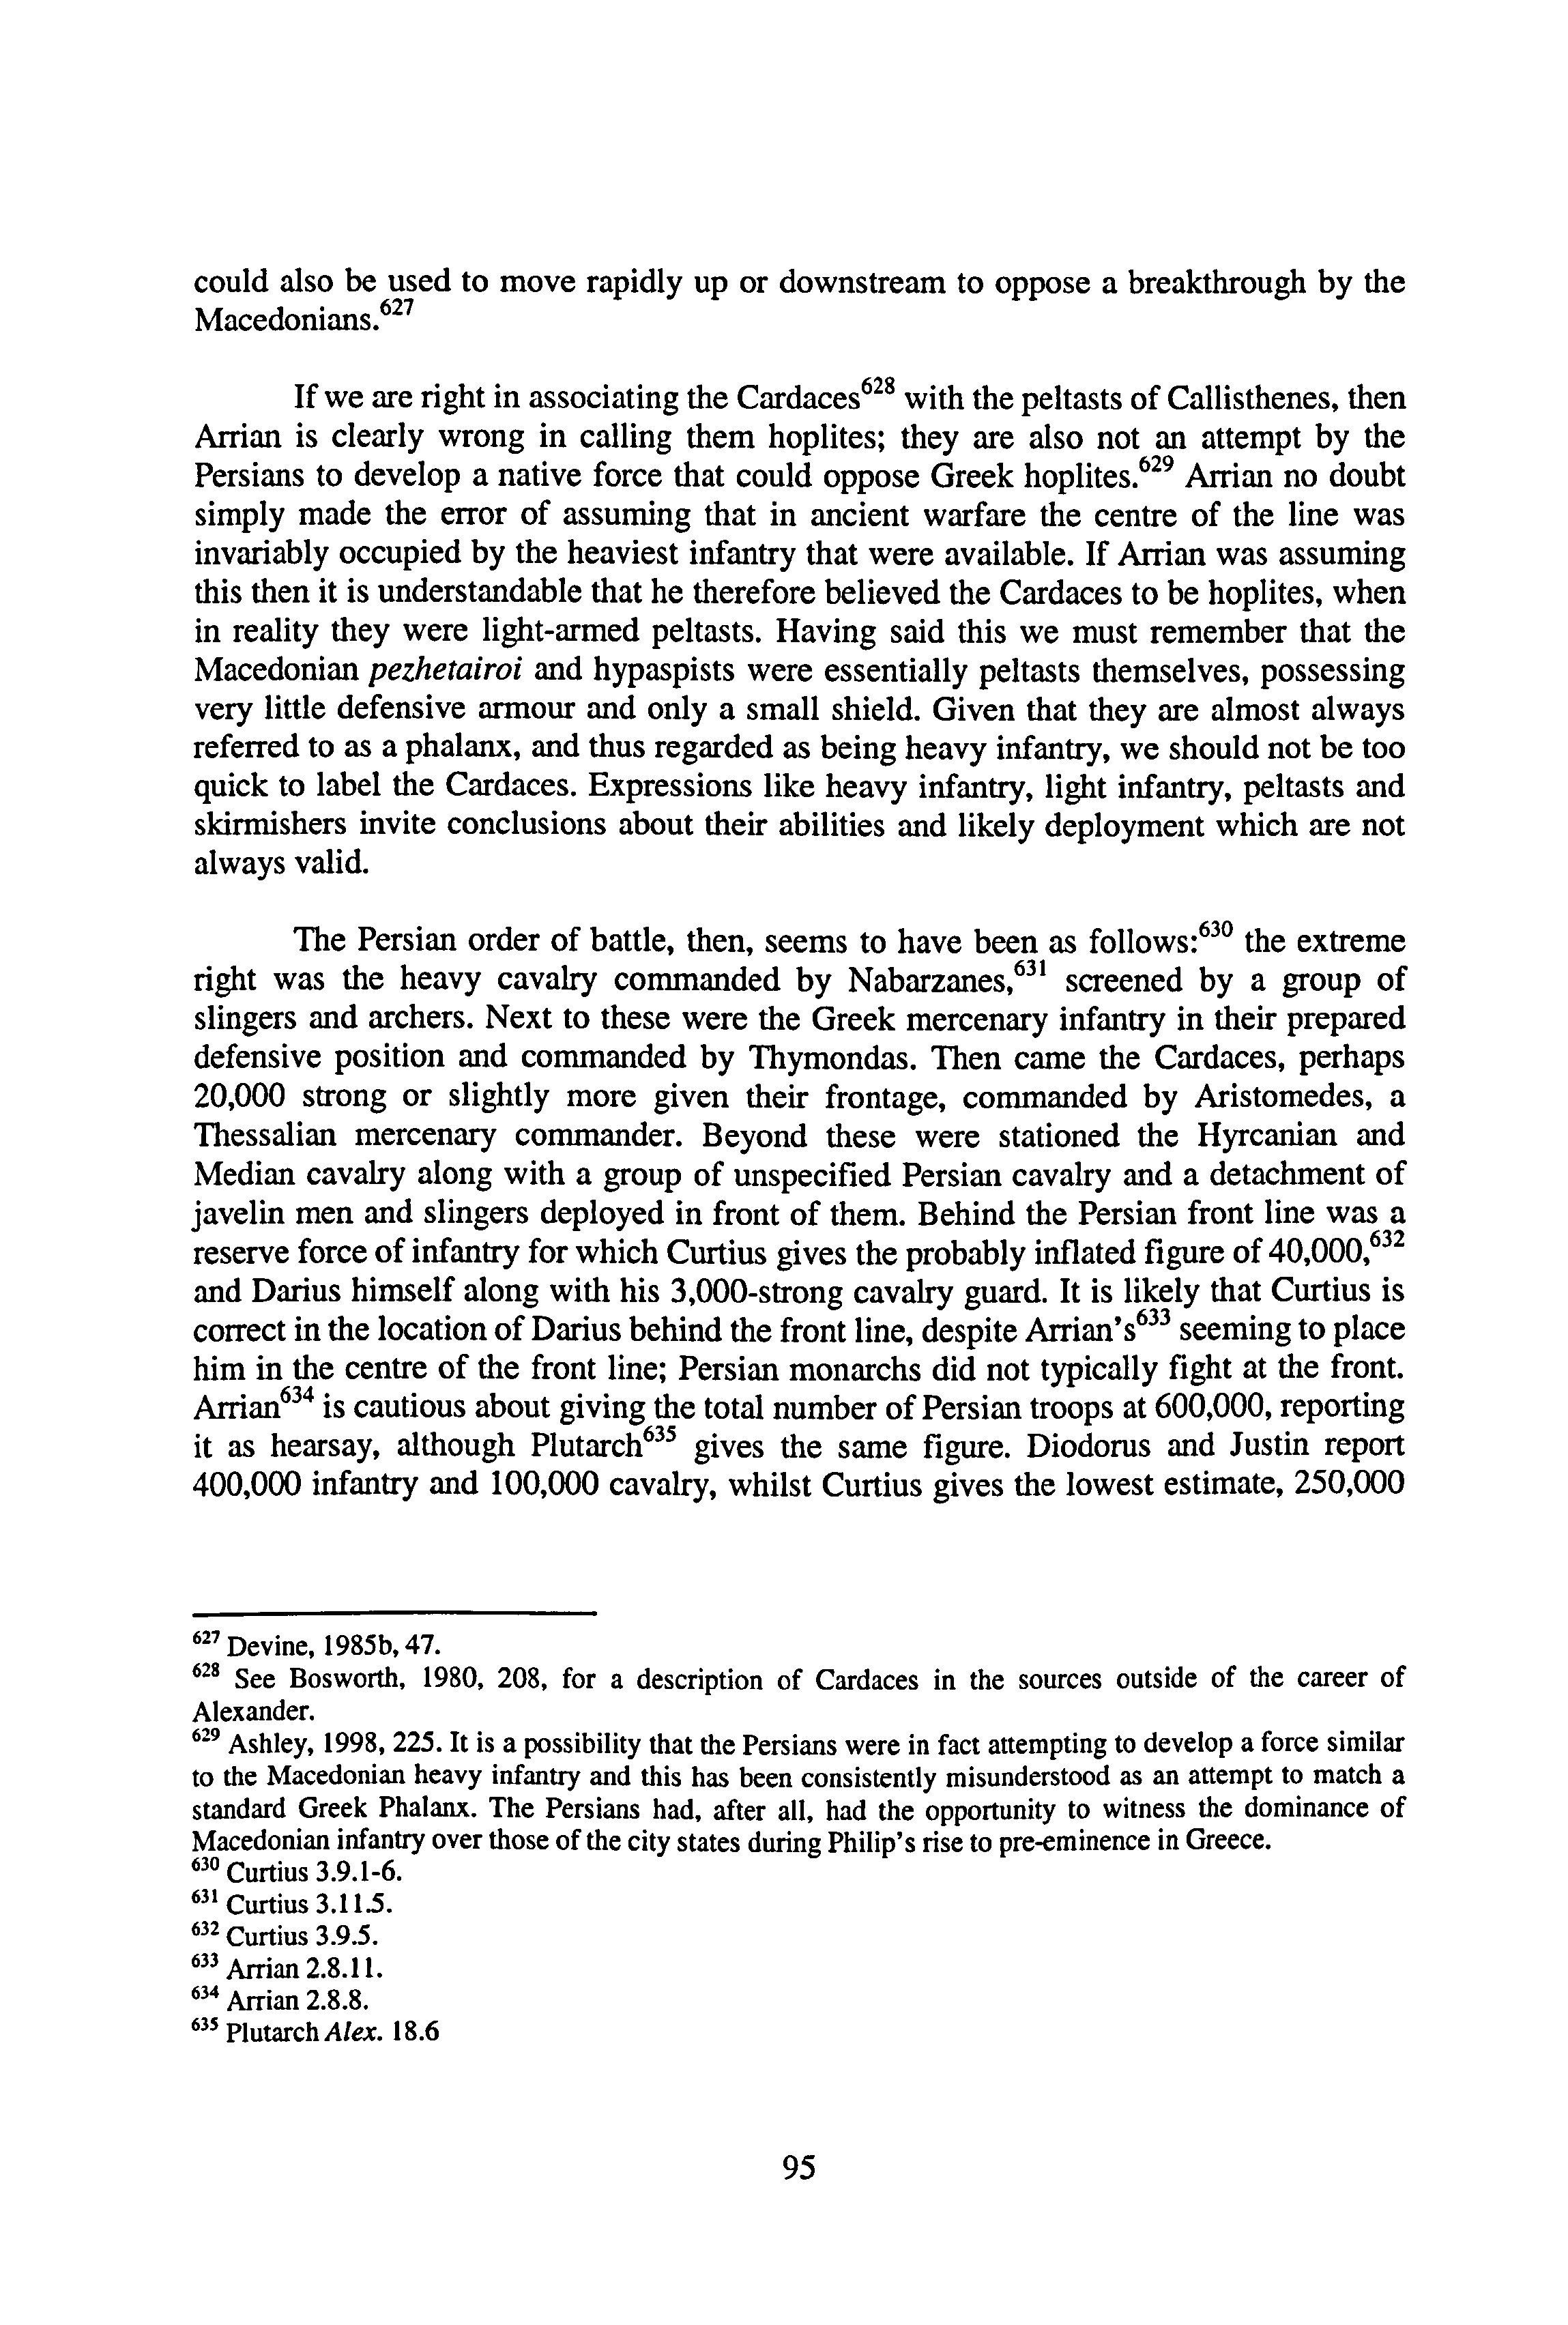 could also be used to move rapidly up or downstream to oppose a breakthrough by the
Macedonians.627
If we are right in associating the Cardaces628 with the peltasts of Callisthenes, then
Arrian is clearly wrong in calling them hoplites; they are also not an attempt by the
Persians to develop a native force that could oppose Greek hoplites.629 Arrian no doubt
simply made the error of assuming that in ancient warfare the centre of the line was
invariably occupied by the heaviest infantry that were available. If Arrian was assuming
this then it is understandable that he therefore believed the Cardaces to be hoplites, when
in reality they were light-armed peltasts. Having said this we must remember that the
Macedonian pezhetairoi and hypaspists were essentially peltasts themselves, possessing
very little defensive armour and only a small shield. Given that they are almost always
referred to as a phalanx, and thus regarded as being heavy infantry, we should not be too
quick to label the Cardaces. Expressions like heavy infantry, light infantry, peltasts and
skirmishers invite conclusions about their abilities and likely deployment which are not
always valid.
The Persian order of battle, then, seems to have been as follows:630 the extreme
right was the heavy cavalry commanded by Nabarzanes,631 screened by a group of
slingers and archers. Next to these were the Greek mercenary infantry in their prepared
defensive position and commanded by Thymondas. Then came the Cardaces, perhaps
20,000 strong or slightly more given their frontage, commanded by Aristomedes, a
Thessalian mercenary commander. Beyond these were stationed the Hyrcanian and
Median cavalry along with a group of unspecified Persian cavalry and a detachment of
javelin men and slingers deployed in front of them. Behind the Persian front line was a
reserve force of infantry for which Curtius gives the probably inflated figure of 40,000,632
and Darius himself along with his 3,000-strong cavalry guard. It is likely that Curtius is
correct in the location of Darius behind the front line, despite Arrian's633 seeming to place
him in the centre of the front line; Persian monarchs did not typically fight at the front.
Arrian634 is cautious about giving the total number of Persian troops at 600,000, reporting
it as hearsay, although Plutarch635 gives the same figure. Diodorus and Justin report
400,000 infantry and 100,000 cavalry, whilst Curtius gives the lowest estimate, 250,000
627 Devine, 1985b, 47.
628 See Bosworth, 1980, 208, for a description of Cardaces in the sources outside of the career of
Alexander.
629 Ashley, 1998, 225. It is a possibility that the Persians were in fact attempting to develop a force similar
to the Macedonian heavy infantry and this has been consistently misunderstood as an attempt to match a
standard Greek Phalanx. The Persians had, after all, had the opportunity to witness the dominance of
Macedonian infantry over those of the city states during Philip's rise to pre-eminence in Greece.
630 Curtius 3.9.1-6.
631 Curtius 3.11.5.
632 Curtius 3.9.5.
633 Arrian 2.8.11.
634 Arrian 2.8.8.
635 Plutarch Alex. 18.6
95